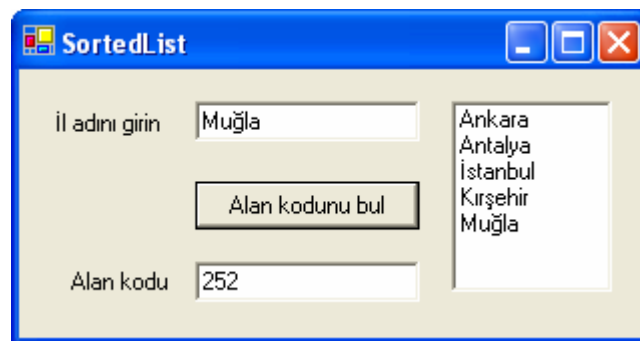 SortedList
İl adını girin
Muğla
Alan kodunu bul
Alan kodu
252
Ankara
Antalya
İstanbul
Kırşehir
Muğla